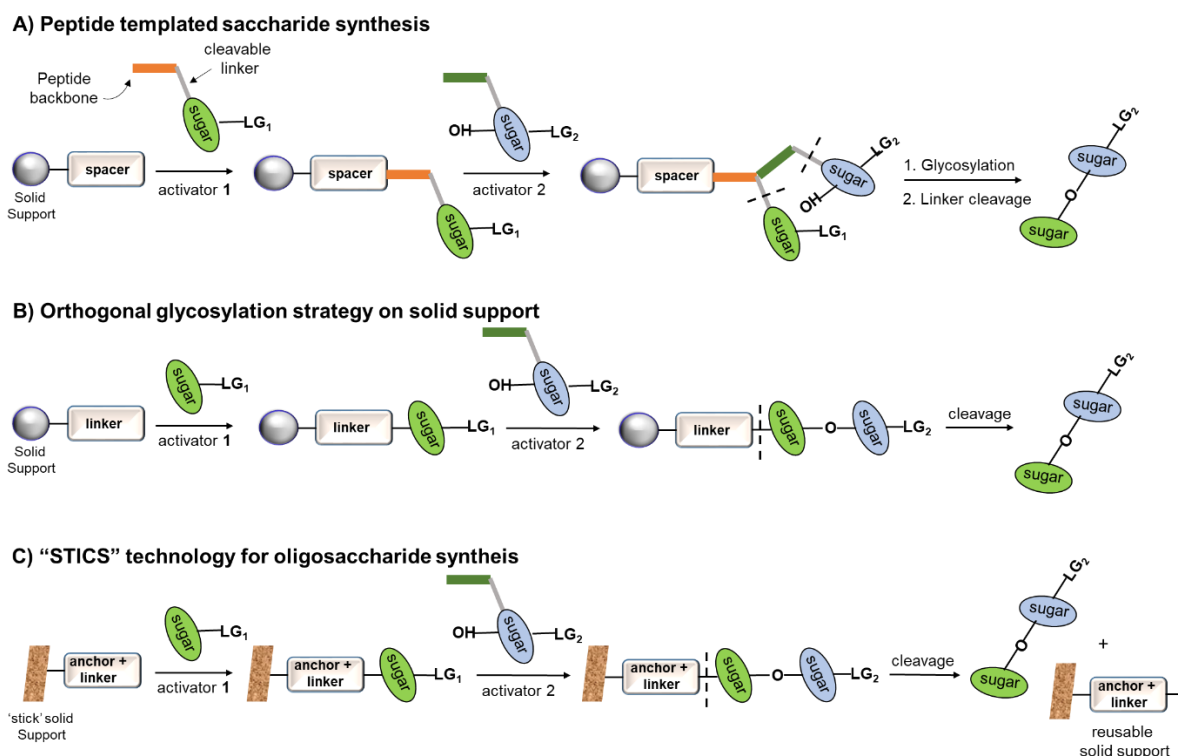 A) Peptide templated saccharide synthesis
cleavable
linker
Peptide
backbone
sugar
LG1
OH
sugar
LG2
spacer
Solid
Support
activator 1
spacer
sugar
LG1
activator 2
spacer
LG2
sugar
OH
sugar
LG1
1. Glycosylation
2. Linker cleavage
LG2
sugar
O
sugar
B) Orthogonal glycosylation strategy on solid support
sugar
LG1
OH
sugar
LG2
linker
Solid
Support
activator 1
linker
sugar
LG1
activator 2
linker
sugar
O
sugar
LG2
cleavage
LG2
sugar
O
sugar
C) “STICS” technology for oligosaccharide syntheis
sugar
LG1
OH
sugar
LG2
anchor +
linker
‘stick’ solid
Support
activator 1
anchor +
linker
sugar
LG1
activator 2
anchor +
linker
sugar
O
sugar
LG2
cleavage
LG2
sugar
O
sugar
+
anchor +
linker
reusable
solid support